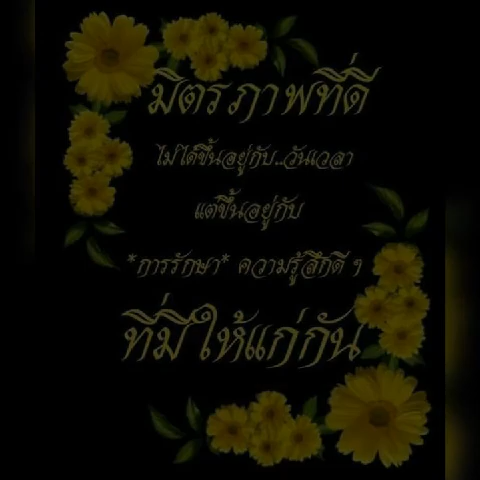 มิตรภาพที่ดี
ไม่ได้ขึ้นอยู่กับ..วันเวลา
แต่ขึ้นอยู่กับ
*การรักษา* ความรู้สึกดี ๆ
ที่มีให้แก่กัน